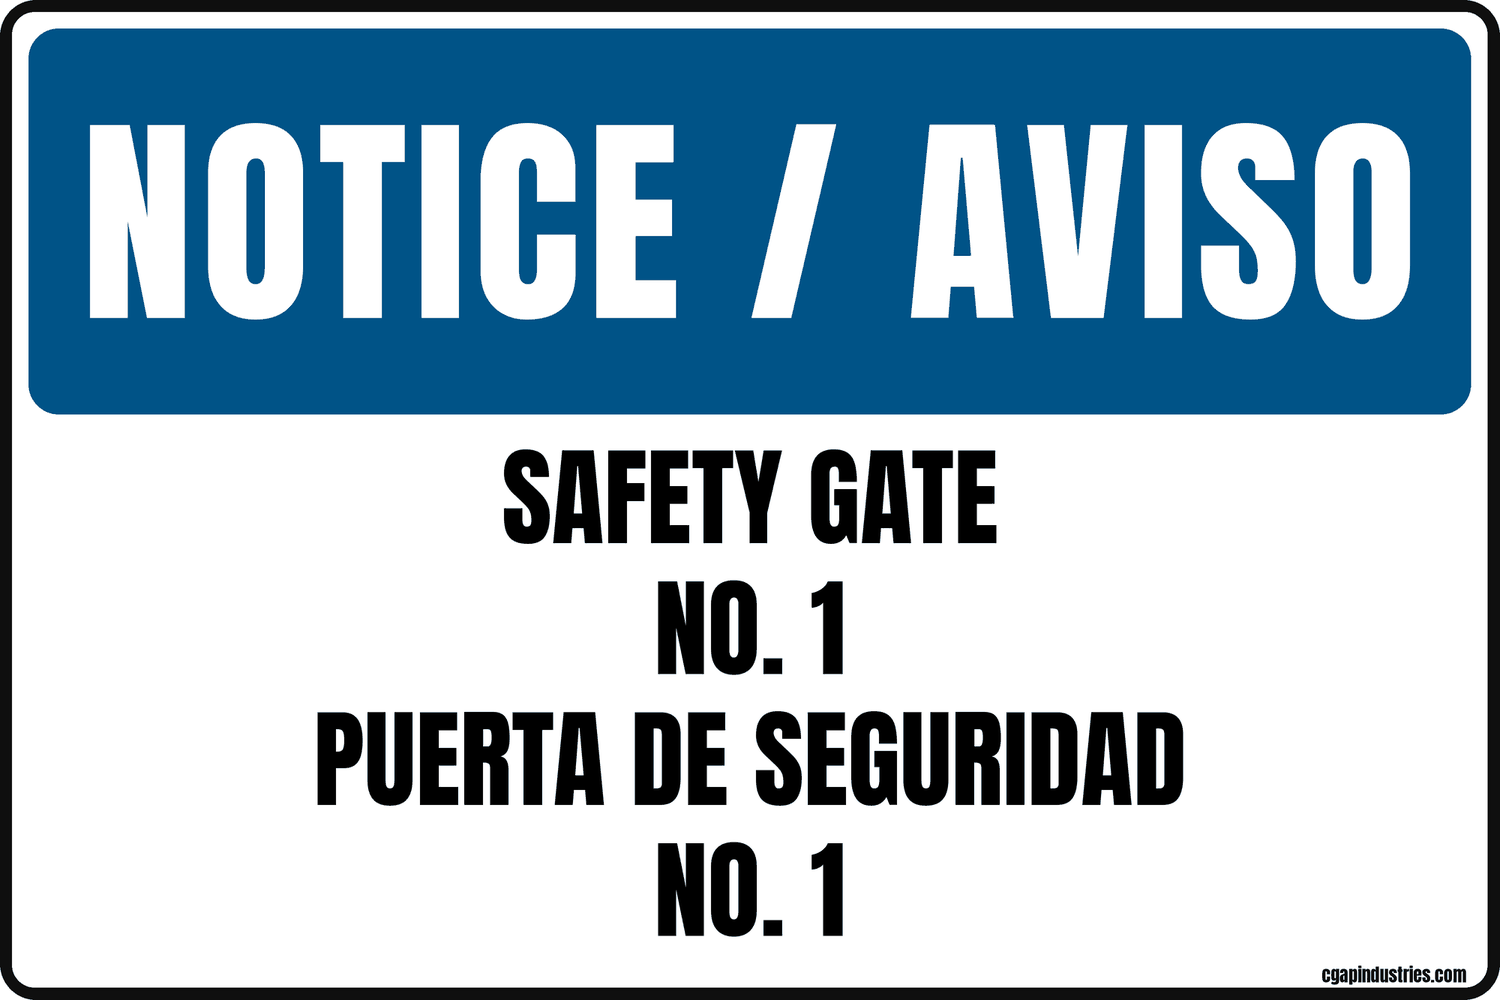 NOTICE / AVISO
SAFETY GATE
NO. 1
PUERTA DE SEGURIDAD
NO. 1
cgapindustries.com